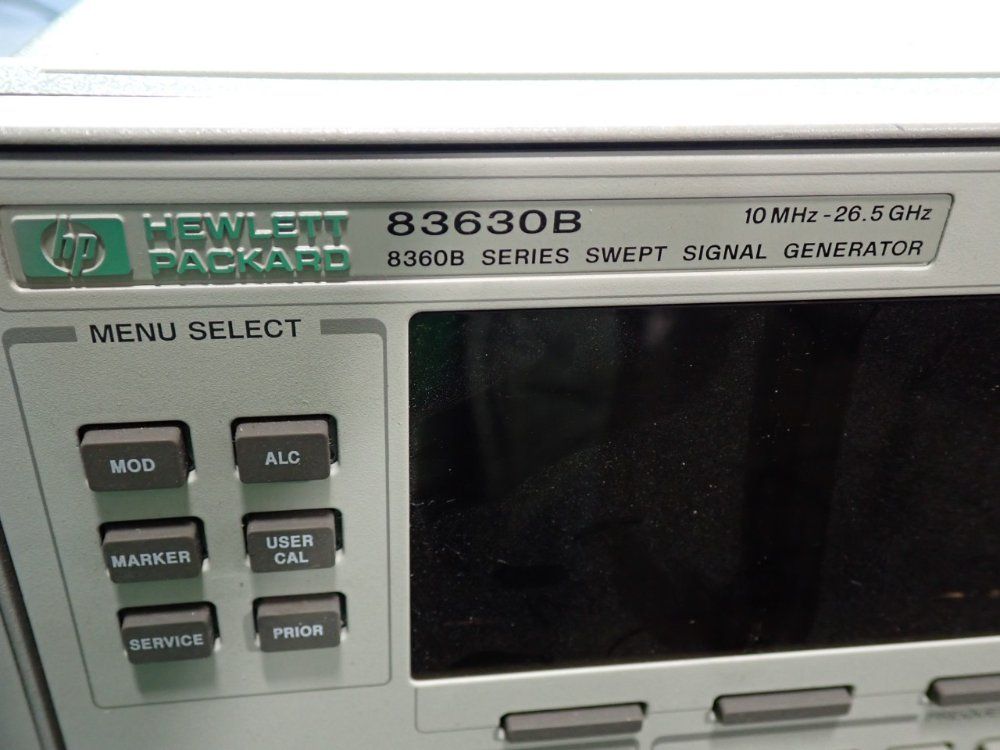 hp
HEWLETT
PACKARD
83630B
10 MHz - 26.5 GHz
8360B SERIES SWEPT SIGNAL GENERATOR
MENU SELECT
MOD
ALC
MARKER
USER
CAL
SERVICE
PRIOR